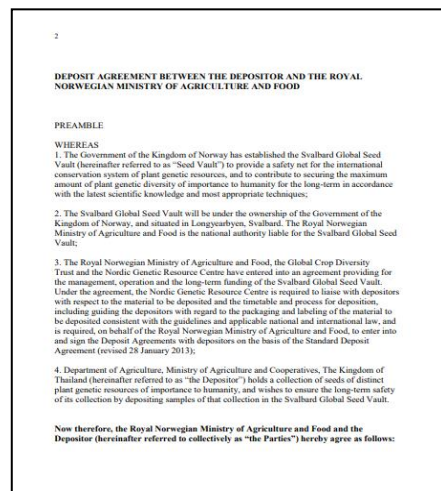 2
DEPOSIT AGREEMENT BETWEEN THE DEPOSITOR AND THE ROYAL
NORWEGIAN MINISTRY OF AGRICULTURE AND FOOD
PREAMBLE
WHEREAS
1. The Government of the Kingdom of Norway has established the Svalbard Global Seed
Vault (hereinafter referred to as “Seed Vault”) to provide a safety net for the international
conservation system of plant genetic resources, and to contribute to securing the maximum
amount of plant genetic diversity of importance to humanity for the long-term in accordance
with the latest scientific knowledge and most appropriate techniques;
2. The Svalbard Global Seed Vault will be under the ownership of the Government of the
Kingdom of Norway, and situated in Longyearbyen, Svalbard. The Royal Norwegian
Ministry of Agriculture and Food is the national authority liable for the Svalbard Global Seed
Vault;
3. The Royal Norwegian Ministry of Agriculture and Food, the Global Crop Diversity
Trust and the Nordic Genetic Resource Centre have entered into an agreement providing for
the management, operation and the long-term funding of the Svalbard Global Seed Vault.
Under the agreement, the Nordic Genetic Resource Centre is required to liaise with depositors
with respect to the material to be deposited and the timetable and process for deposition,
including guiding the depositors with regard to the packaging and labeling of the material to
be deposited consistent with the guidelines and applicable national and international law, and
is required, on behalf of the Royal Norwegian Ministry of Agriculture and Food, to enter into
and sign the Deposit Agreements with depositors on the basis of the Standard Deposit
Agreement (revised 28 January 2013);
4. Department of Agriculture, Ministry of Agriculture and Cooperatives, The Kingdom of
Thailand (hereinafter referred to as “the Depositor”) holds a collection of seeds of distinct
plant genetic resources of importance to humanity, and wishes to ensure the long-term safety
of its collection by depositing samples of that collection in the Svalbard Global Seed Vault.
Now therefore, the Royal Norwegian Ministry of Agriculture and Food and the
Depositor (hereinafter referred to collectively as “the Parties”) hereby agree as follows: